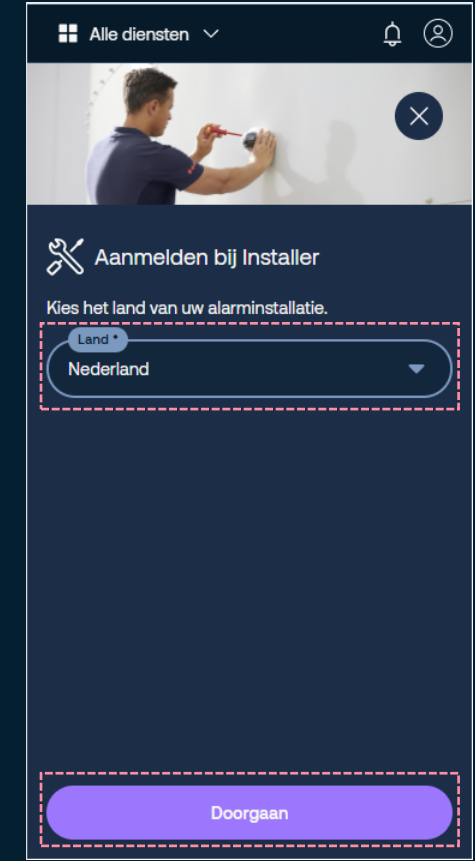 Alle diensten
Aanmelden bij Installer
Kies het land van uw alarminstallatie.
Land *
Nederland
Doorgaan